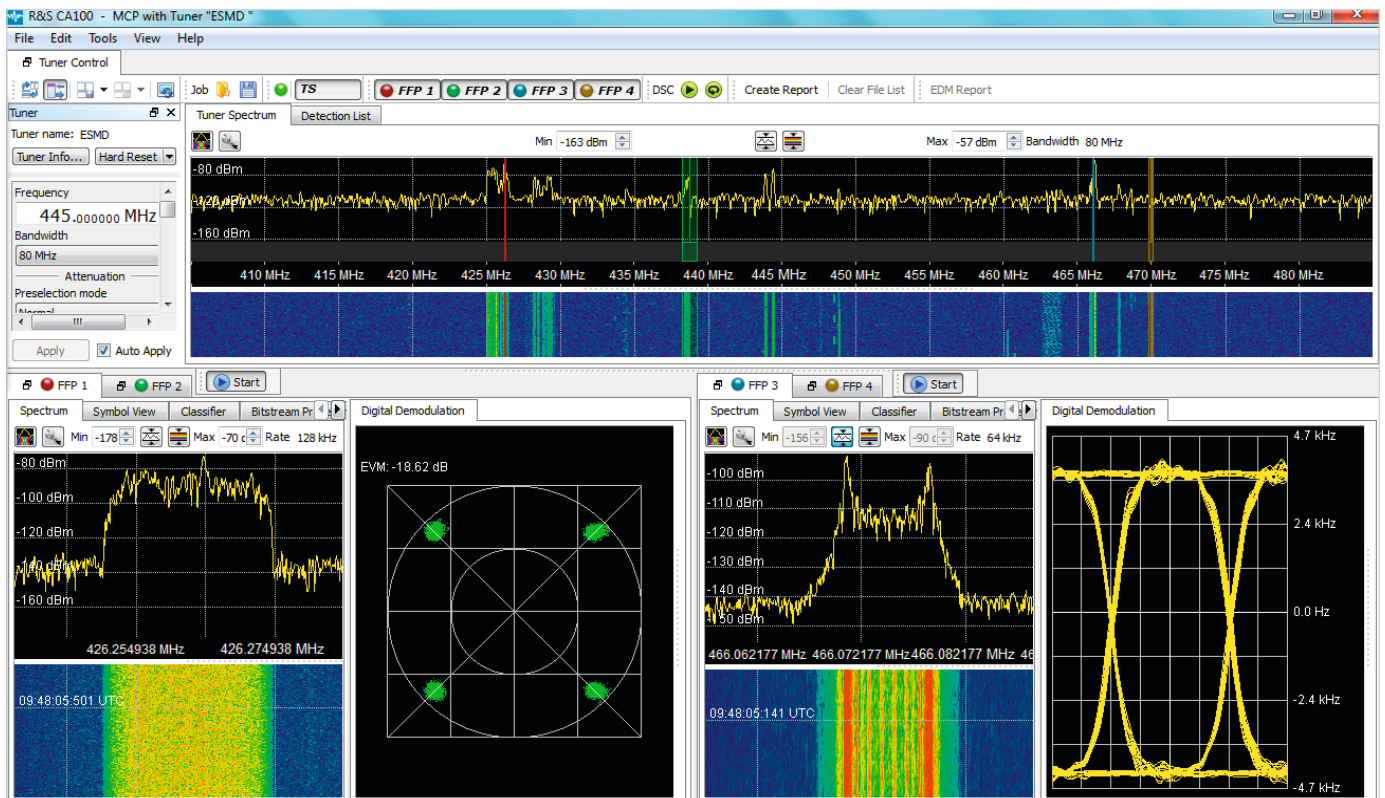 R&S CA100 - MCP with Tuner "ESMD "
File Edit Tools View Help
Tuner Control
Job TS FFP 1 FFP 2 FFP 3 FFP 4 DSC Create Report Clear File List EDM Report
Tuner
Tuner name: ESMD
Tuner Info... Hard Reset
Frequency
445.000000 MHz
Bandwidth
80 MHz
Attenuation
Preselection mode
Normal
Apply Auto Apply
Tuner Spectrum Detection List
Min -163 dBm Max -57 dBm Bandwidth 80 MHz
-80 dBm
-120 dBm
-160 dBm
410 MHz 415 MHz 420 MHz 425 MHz 430 MHz 435 MHz 440 MHz 445 MHz 450 MHz 455 MHz 460 MHz 465 MHz 470 MHz 475 MHz 480 MHz
FFP 1 FFP 2 Start
Spectrum Symbol View Classifier Bitstream Pr
Min -178 Max -70 c Rate 128 kHz
-80 dBm
-100 dBm
-120 dBm
-140 dBm
-160 dBm
426.254938 MHz 426.274938 MHz
09:48:05:501 UTC
Digital Demodulation
EVM: -18.62 dB
FFP 3 FFP 4 Start
Spectrum Symbol View Classifier Bitstream Pr
Min -156 Max -90 c Rate 64 kHz
-100 dBm
-110 dBm
-120 dBm
-130 dBm
-140 dBm
-150 dBm
466.062177 MHz 466.072177 MHz 466.082177 MHz 46
09:48:05:141 UTC
Digital Demodulation
4.7 kHz
2.4 kHz
0.0 Hz
-2.4 kHz
-4.7 kHz